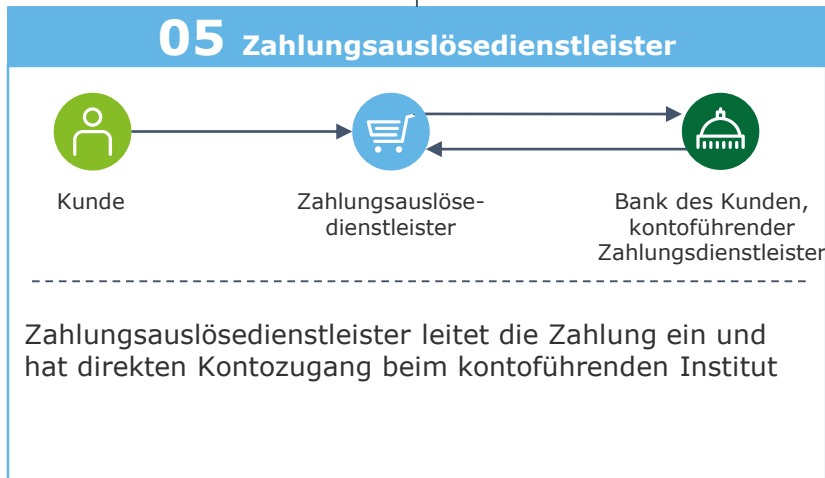 05 Zahlungsauslösedienstleister
Kunde
Zahlungsauslöse-
dienstleister
Bank des Kunden,
kontoführender
Zahlungsdienstleister
Zahlungsauslösedienstleister leitet die Zahlung ein und
hat direkten Kontozugang beim kontoführenden Institut